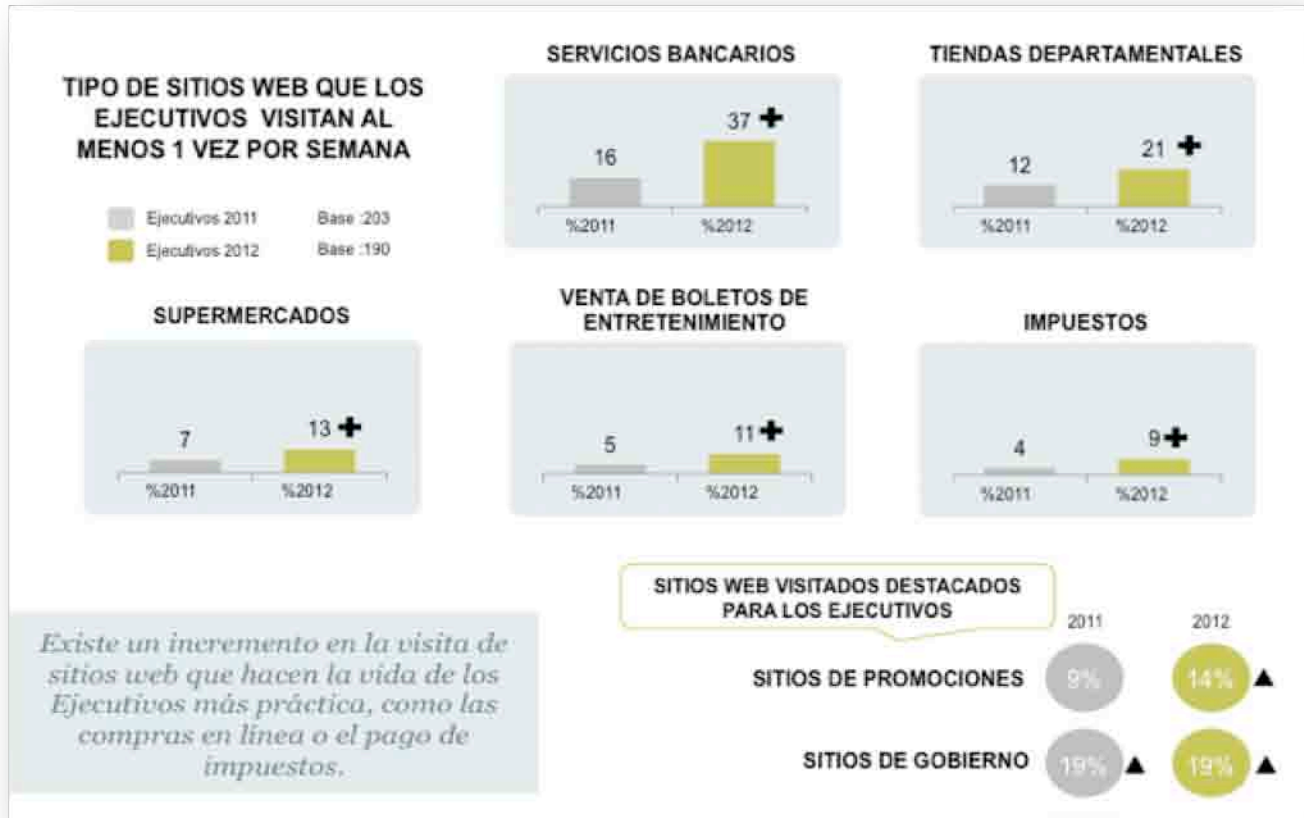 TIPO DE SITIOS WEB QUE LOS
EJECUTIVOS VISITAN AL
MENOS 1 VEZ POR SEMANA
Ejecutivos 2011 Base :203
Ejecutivos 2012 Base :190
SERVICIOS BANCARIOS
16
37
%2011
%2012
TIENDAS DEPARTAMENTALES
12
21
%2011
%2012
SUPERMERCADOS
7
13
%2011
%2012
VENTA DE BOLETOS DE
ENTRETENIMIENTO
5
11
%2011
%2012
IMPUESTOS
4
9
%2011
%2012
Existe un incremento en la visita de
sitios web que hacen la vida de los
Ejecutivos más práctica, como las
compras en línea o el pago de
impuestos.
SITIOS WEB VISITADOS DESTACADOS
PARA LOS EJECUTIVOS
2011 2012
SITIOS DE PROMOCIONES 9% 14%
SITIOS DE GOBIERNO 19% 19%